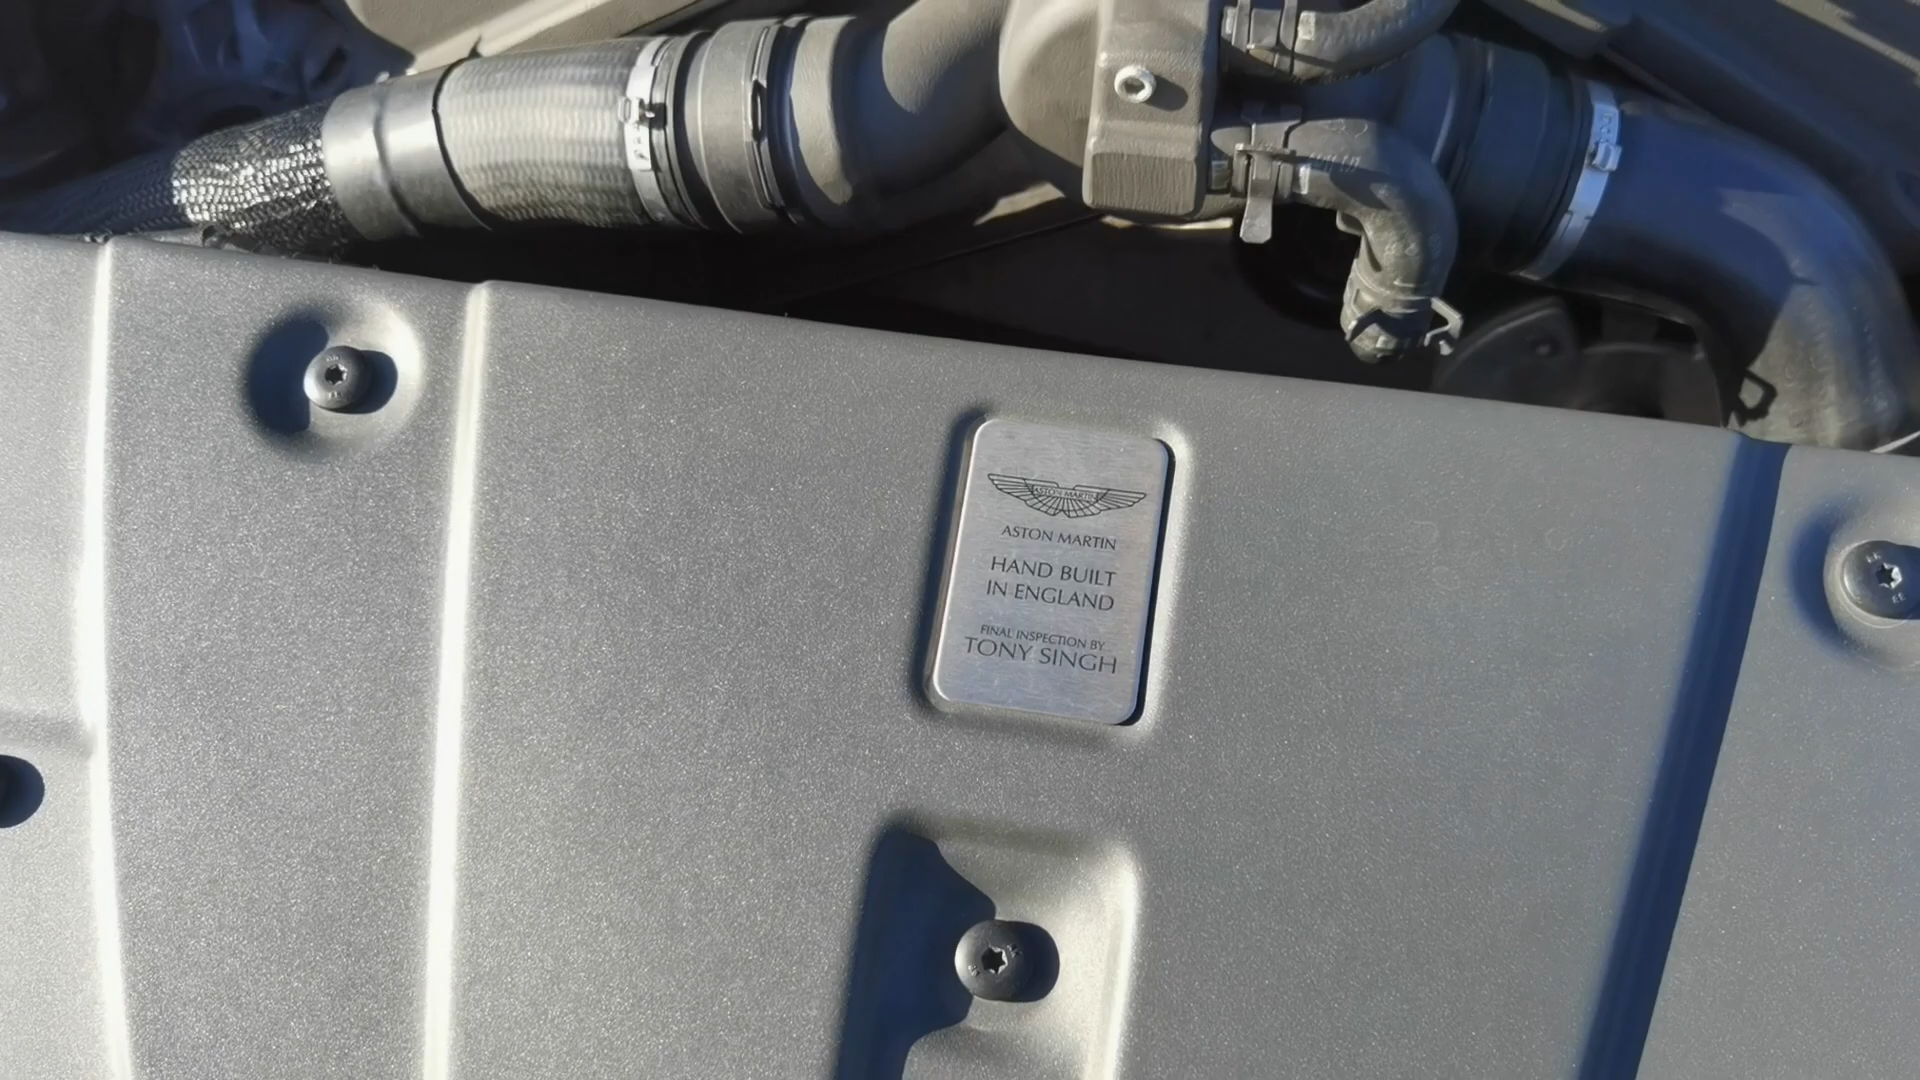 ASTON MARTIN
ASTON MARTIN
HAND BUILT
IN ENGLAND
FINAL INSPECTION BY
TONY SINGH